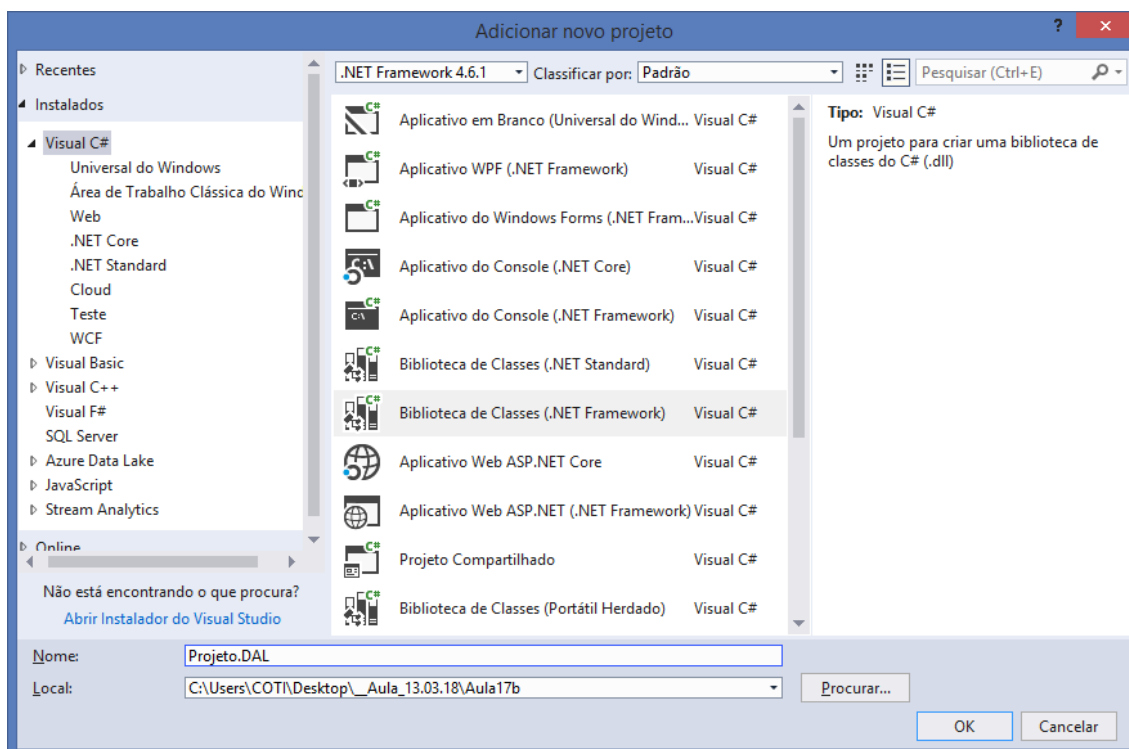 Adicionar novo projeto
?
Recentes
Instalados
Visual C#
Universal do Windows
Área de Trabalho Clássica do Winc
Web
.NET Core
.NET Standard
Cloud
Teste
WCF
Visual Basic
Visual C++
Visual F#
SQL Server
Azure Data Lake
JavaScript
Stream Analytics
Online
Não está encontrando o que procura?
Abrir Instalador do Visual Studio
.NET Framework 4.6.1 Classificar por: Padrão
Pesquisar (Ctrl+E)
Aplicativo em Branco (Universal do Wind... Visual C#
Aplicativo WPF (.NET Framework) Visual C#
Aplicativo do Windows Forms (.NET Fram...Visual C#
Aplicativo do Console (.NET Core) Visual C#
Aplicativo do Console (.NET Framework) Visual C#
Biblioteca de Classes (.NET Standard) Visual C#
Biblioteca de Classes (.NET Framework) Visual C#
Aplicativo Web ASP.NET Core Visual C#
Aplicativo Web ASP.NET (.NET Framework) Visual C#
Projeto Compartilhado Visual C#
Biblioteca de Classes (Portátil Herdado) Visual C#
Tipo: Visual C#
Um projeto para criar uma biblioteca de
classes do C# (.dll)
Nome: Projeto.DAL
Local: C:\Users\COTI\Desktop\__Aula_13.03.18\Aula17b
Procurar...
OK Cancelar